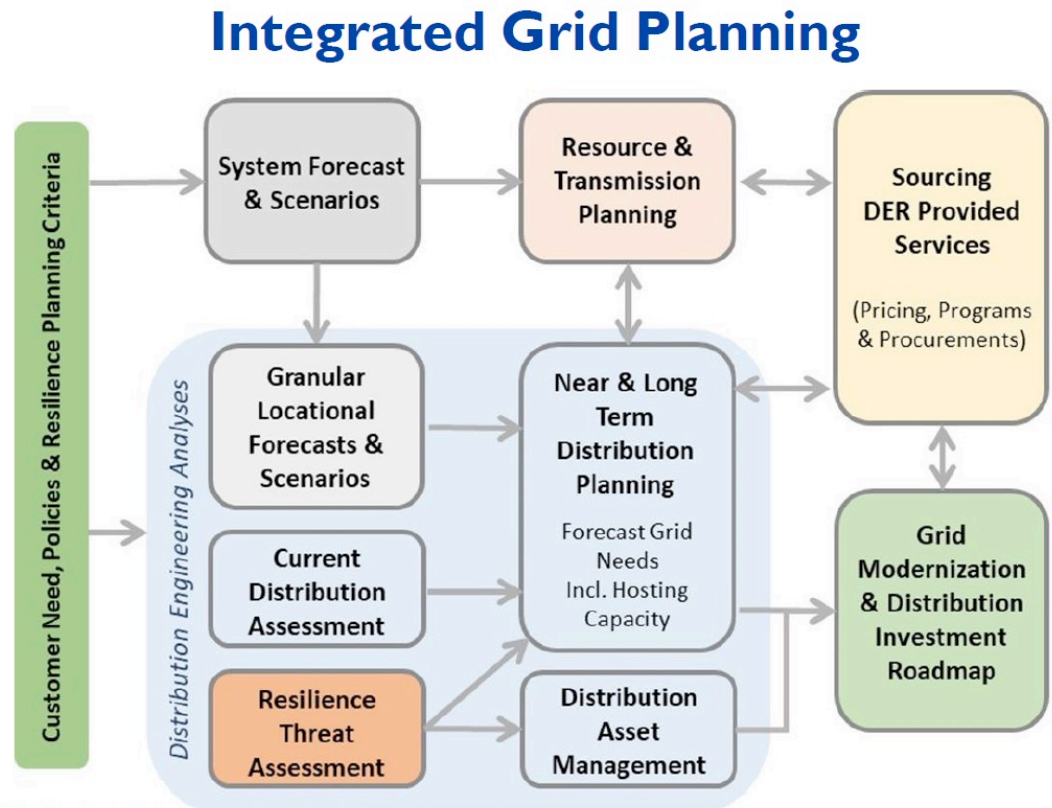 Integrated Grid Planning
Customer Need, Policies & Resilience Planning Criteria
System Forecast
& Scenarios
Resource &
Transmission
Planning
Sourcing
DER Provided
Services
(Pricing, Programs
& Procurements)
Distribution Engineering Analyses
Granular
Locational
Forecasts &
Scenarios
Near & Long
Term
Distribution
Planning
Forecast Grid
Needs
Incl. Hosting
Capacity
Current
Distribution
Assessment
Grid
Modernization
& Distribution
Investment
Roadmap
Resilience
Threat
Assessment
Distribution
Asset
Management